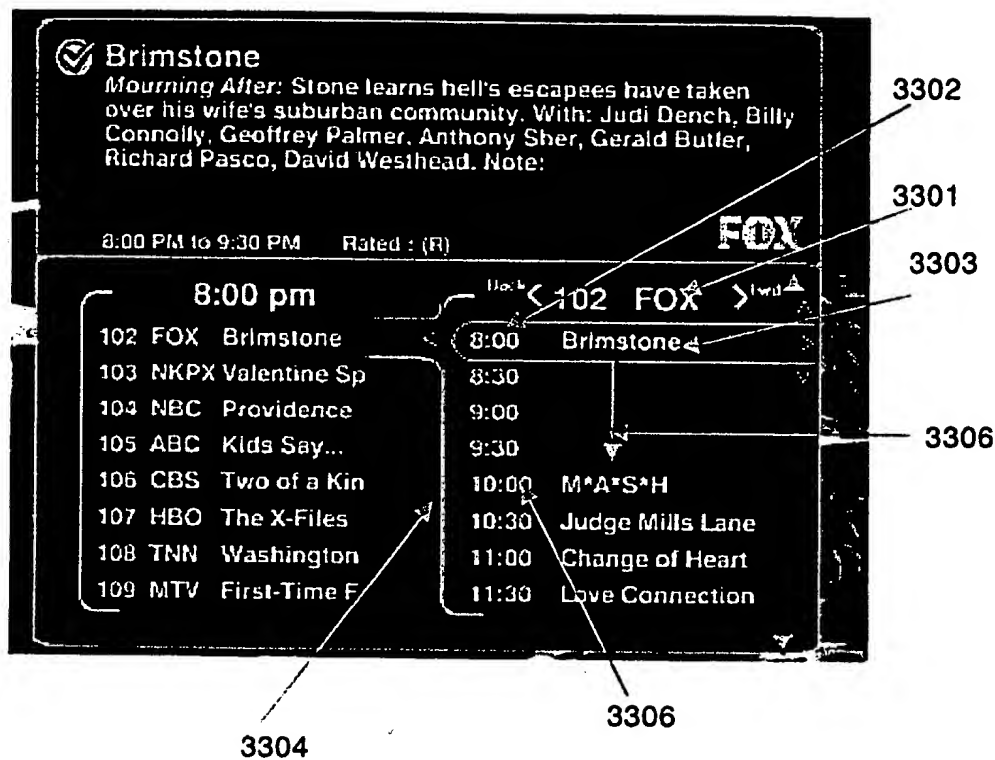 Brimstone
Mourning After: Stone learns hell's escapees have taken
over his wife's suburban community. With: Judi Dench, Billy
Connolly, Geoffrey Palmer, Anthony Sher, Gerald Butler,
Richard Pasco, David Westhead. Note:
8:00 PM to 9:30 PM Rated : (R)
FOX
8:00 pm
102 FOX Brimstone
103 NKPX Valentine Sp
104 NBC Providence
105 ABC Kids Say...
106 CBS Two of a Kin
107 HBO The X-Files
108 TNN Washington
109 MTV First-Time F
Back < 102 FOX > fwd
8:00 Brimstone
8:30
9:00
9:30
10:00 M*A*S*H
10:30 Judge Mills Lane
11:00 Change of Heart
11:30 Love Connection
3302
3301
3303
3306
3306
3304